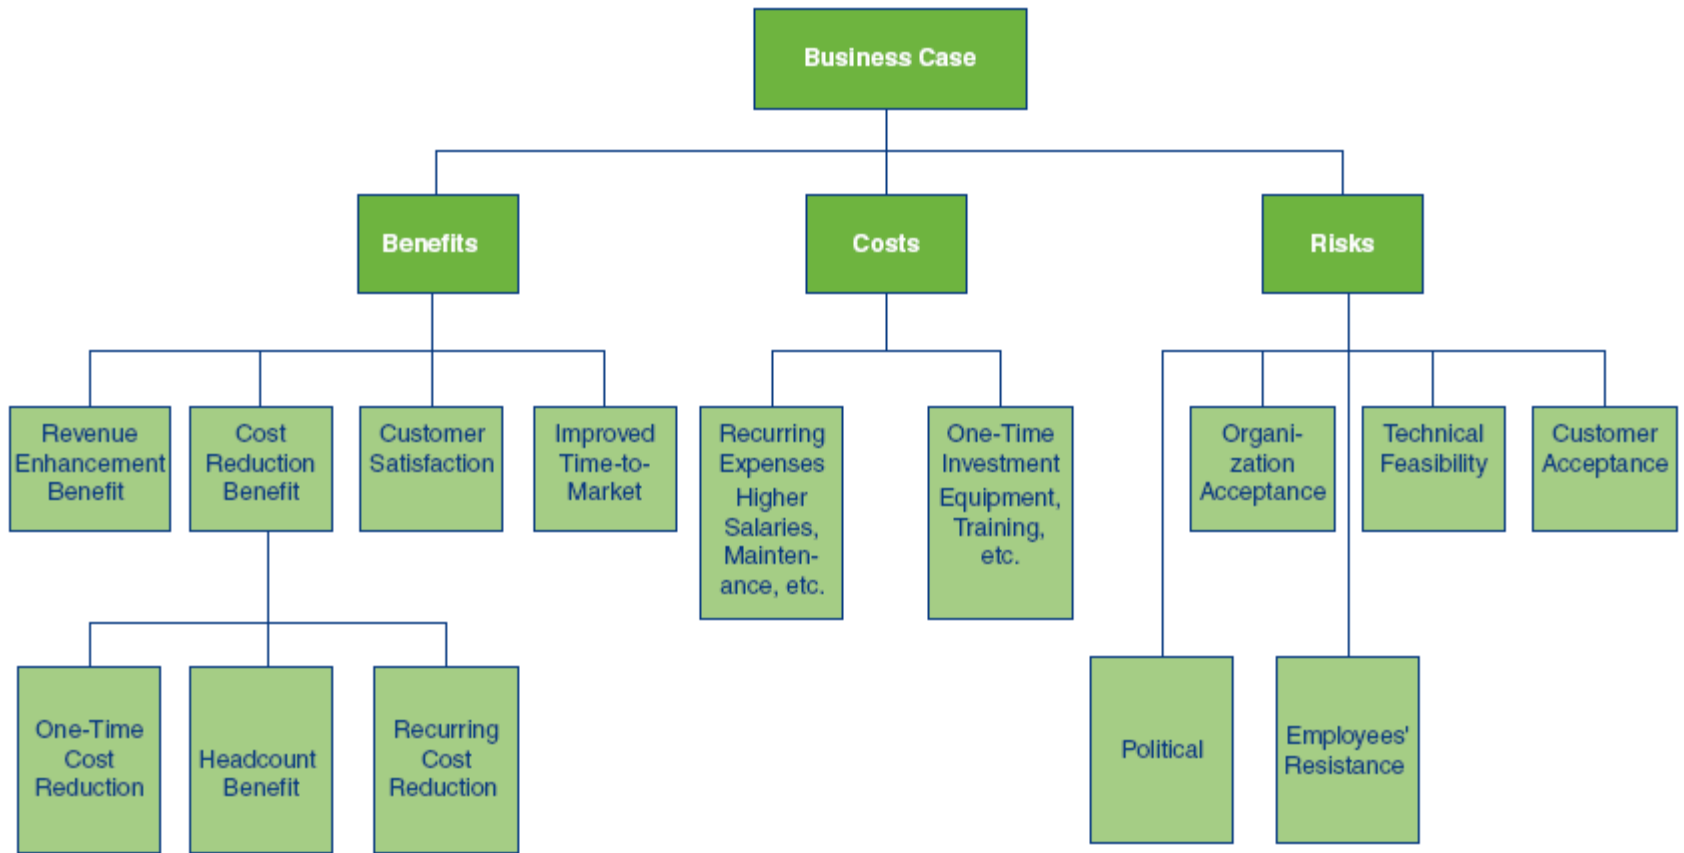 Business Case
Benefits
Costs
Risks
Revenue
Enhancement
Benefit
Cost
Reduction
Benefit
Customer
Satisfaction
Improved
Time-to-
Market
Recurring
Expenses
Higher
Salaries,
Mainten-
ance, etc.
One-Time
Investment
Equipment,
Training,
etc.
Organi-
zation
Acceptance
Technical
Feasibility
Customer
Acceptance
One-Time
Cost
Reduction
Headcount
Benefit
Recurring
Cost
Reduction
Political
Employees'
Resistance